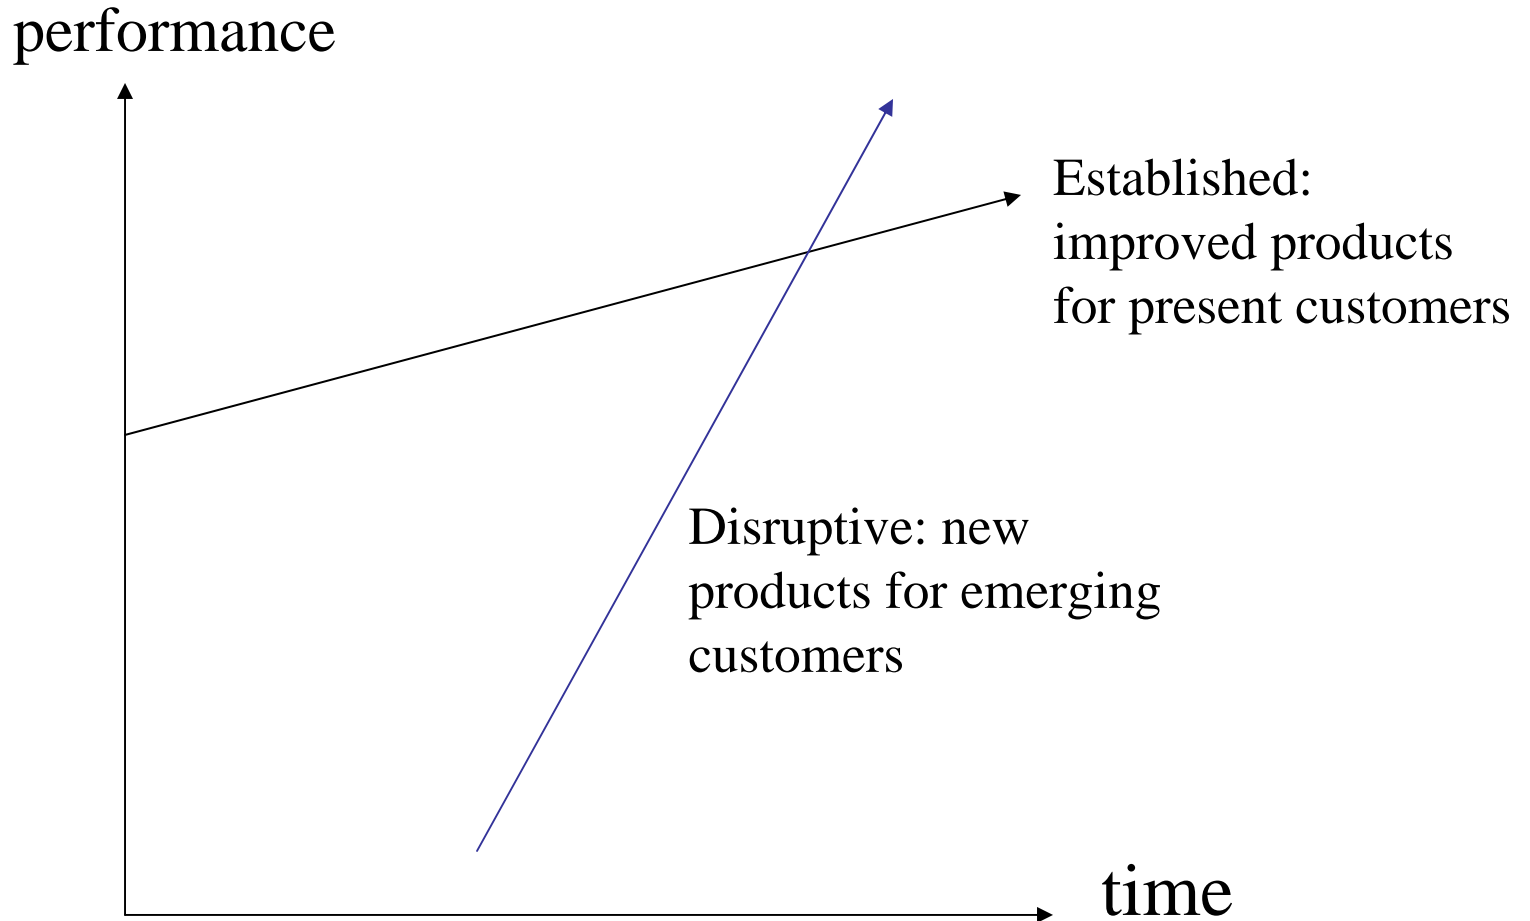 performance
Established:
improved products
for present customers
Disruptive: new
products for emerging
customers
time